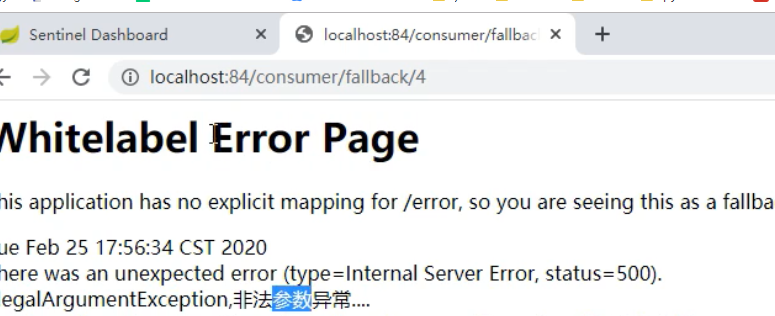 Sentinel Dashboard
localhost:84/consumer/fallbac
localhost:84/consumer/fallback/4
Whitelabel Error Page
his application has no explicit mapping for /error, so you are seeing this as a fallba
ue Feb 25 17:56:34 CST 2020
here was an unexpected error (type=Internal Server Error, status=500).
legalArgumentException,非法参数异常....